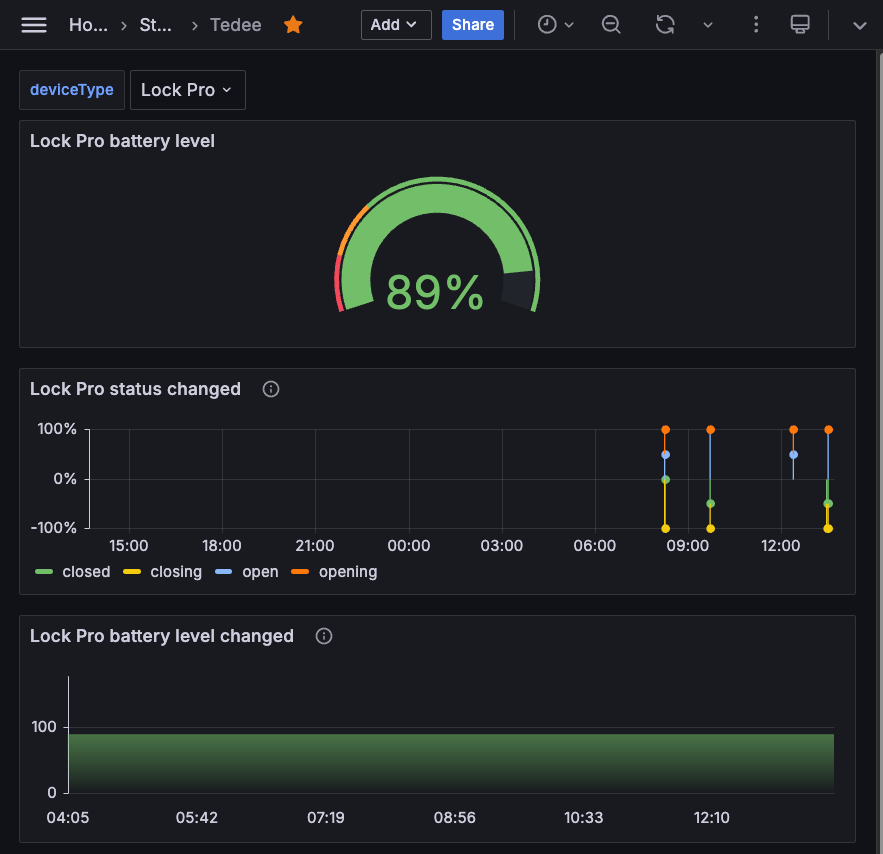 Ho... › St... › Tedee Add Share
deviceType Lock Pro
Lock Pro battery level
89%
Lock Pro status changed
100%
0%
-100%
15:00 18:00 21:00 00:00 03:00 06:00 09:00 12:00
closed closing open opening
Lock Pro battery level changed
100
0
04:05 05:42 07:19 08:56 10:33 12:10